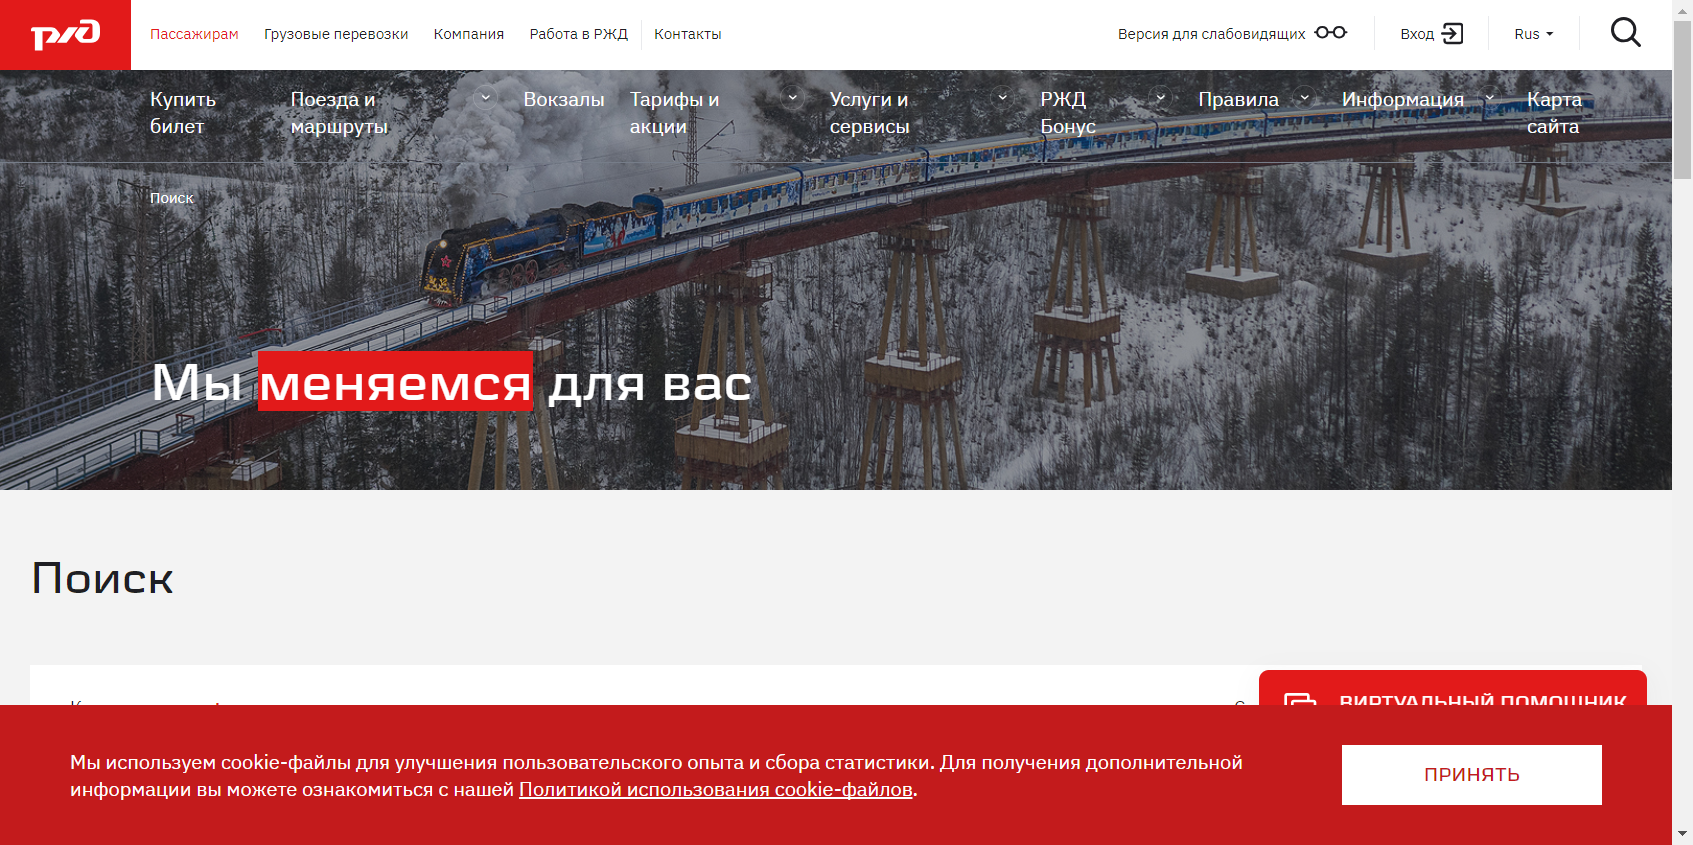 ржд
Пассажирам
Грузовые перевозки
Компания
Работа в РЖД
Контакты
Версия для слабовидящих
Вход
Rus
Купить
билет
Поезда и
маршруты
Вокзалы
Тарифы и
акции
Услуги и
сервисы
РЖД
Бонус
Правила
Информация
Карта
сайта
Поиск
Мы меняемся для вас
Поиск
ВИРТУАЛЬНЫЙ ПОМОЩНИК
Мы используем cookie-файлы для улучшения пользовательского опыта и сбора статистики. Для получения дополнительной
информации вы можете ознакомиться с нашей Политикой использования cookie-файлов.
ПРИНЯТЬ